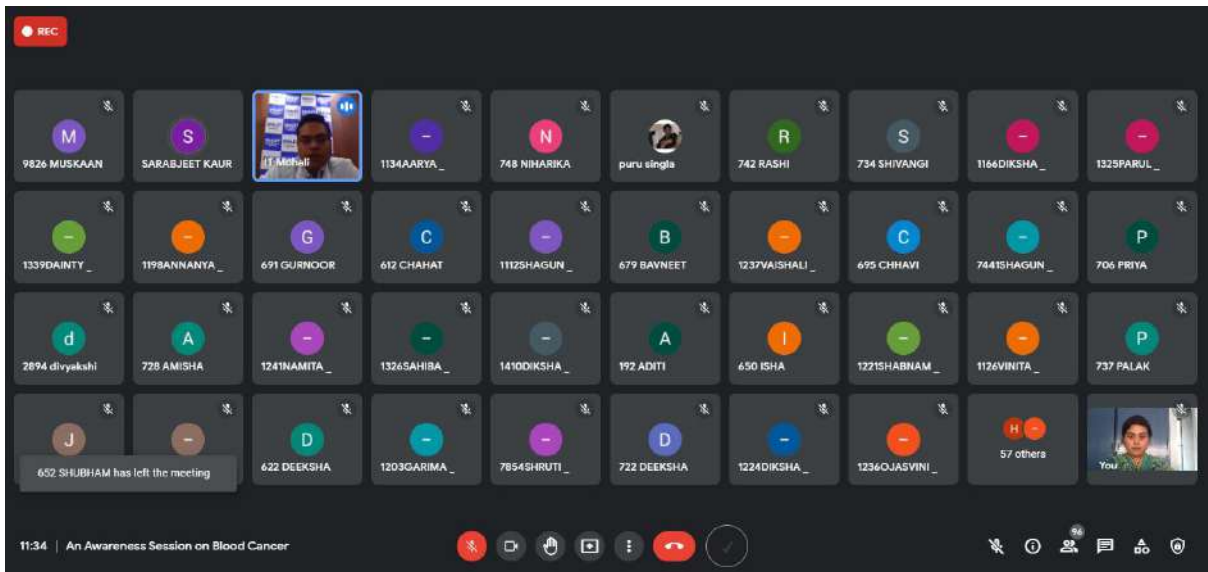 REC
M
S
-
N
R
S
-
-
9826 MUSKAAN
SARABJEET KAUR
1134AARYA _
748 NIHARIKA
puru singla
742 RASHI
734 SHIVANGI
1166DIKSHA _
1325PARUL _
-
-
G
C
-
B
-
C
-
P
1339DAINTY _
1198ANNANYA _
691 GURNOOR
612 CHAHAT
1112SHAGUN _
679 BAVNEET
1237VAISHALI _
695 CHHAVI
7441SHAGUN _
706 PRIYA
d
A
-
-
-
A
I
-
-
P
2894 divyakshi
728 AMISHA
1241NAMITA _
1326SAHIBA _
1410DIKSHA _
192 ADITI
650 ISHA
1221SHABNAM _
1126VINITA _
737 PALAK
J
-
D
-
-
D
-
-
H -
652 SHUBHAM has left the meeting
622 DEEKSHA
1203GARIMA _
7854SHRUTI _
722 DEEKSHA
1224DIKSHA _
1236OJASVINI _
57 others
You
11:34 | An Awareness Session on Blood Cancer
96